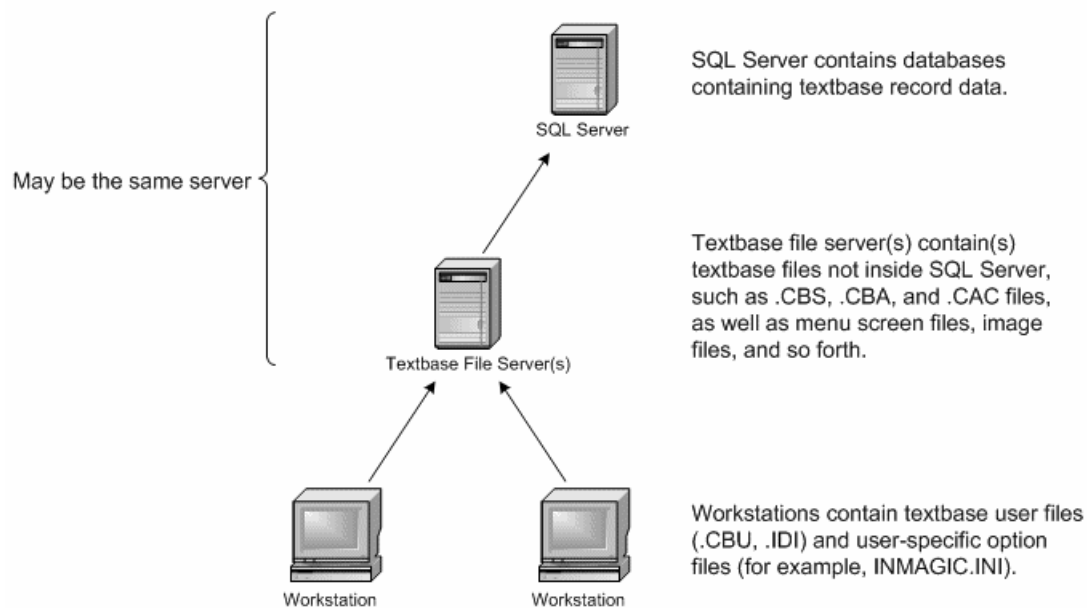 SQL Server contains databases
containing textbase record data.
SQL Server
May be the same server
Textbase file server(s) contain(s)
textbase files not inside SQL Server,
such as .CBS, .CBA, and .CAC files,
as well as menu screen files, image
files, and so forth.
Textbase File Server(s)
Workstations contain textbase user files
(.CBU, .IDI) and user-specific option
files (for example, INMAGIC.INI).
Workstation
Workstation